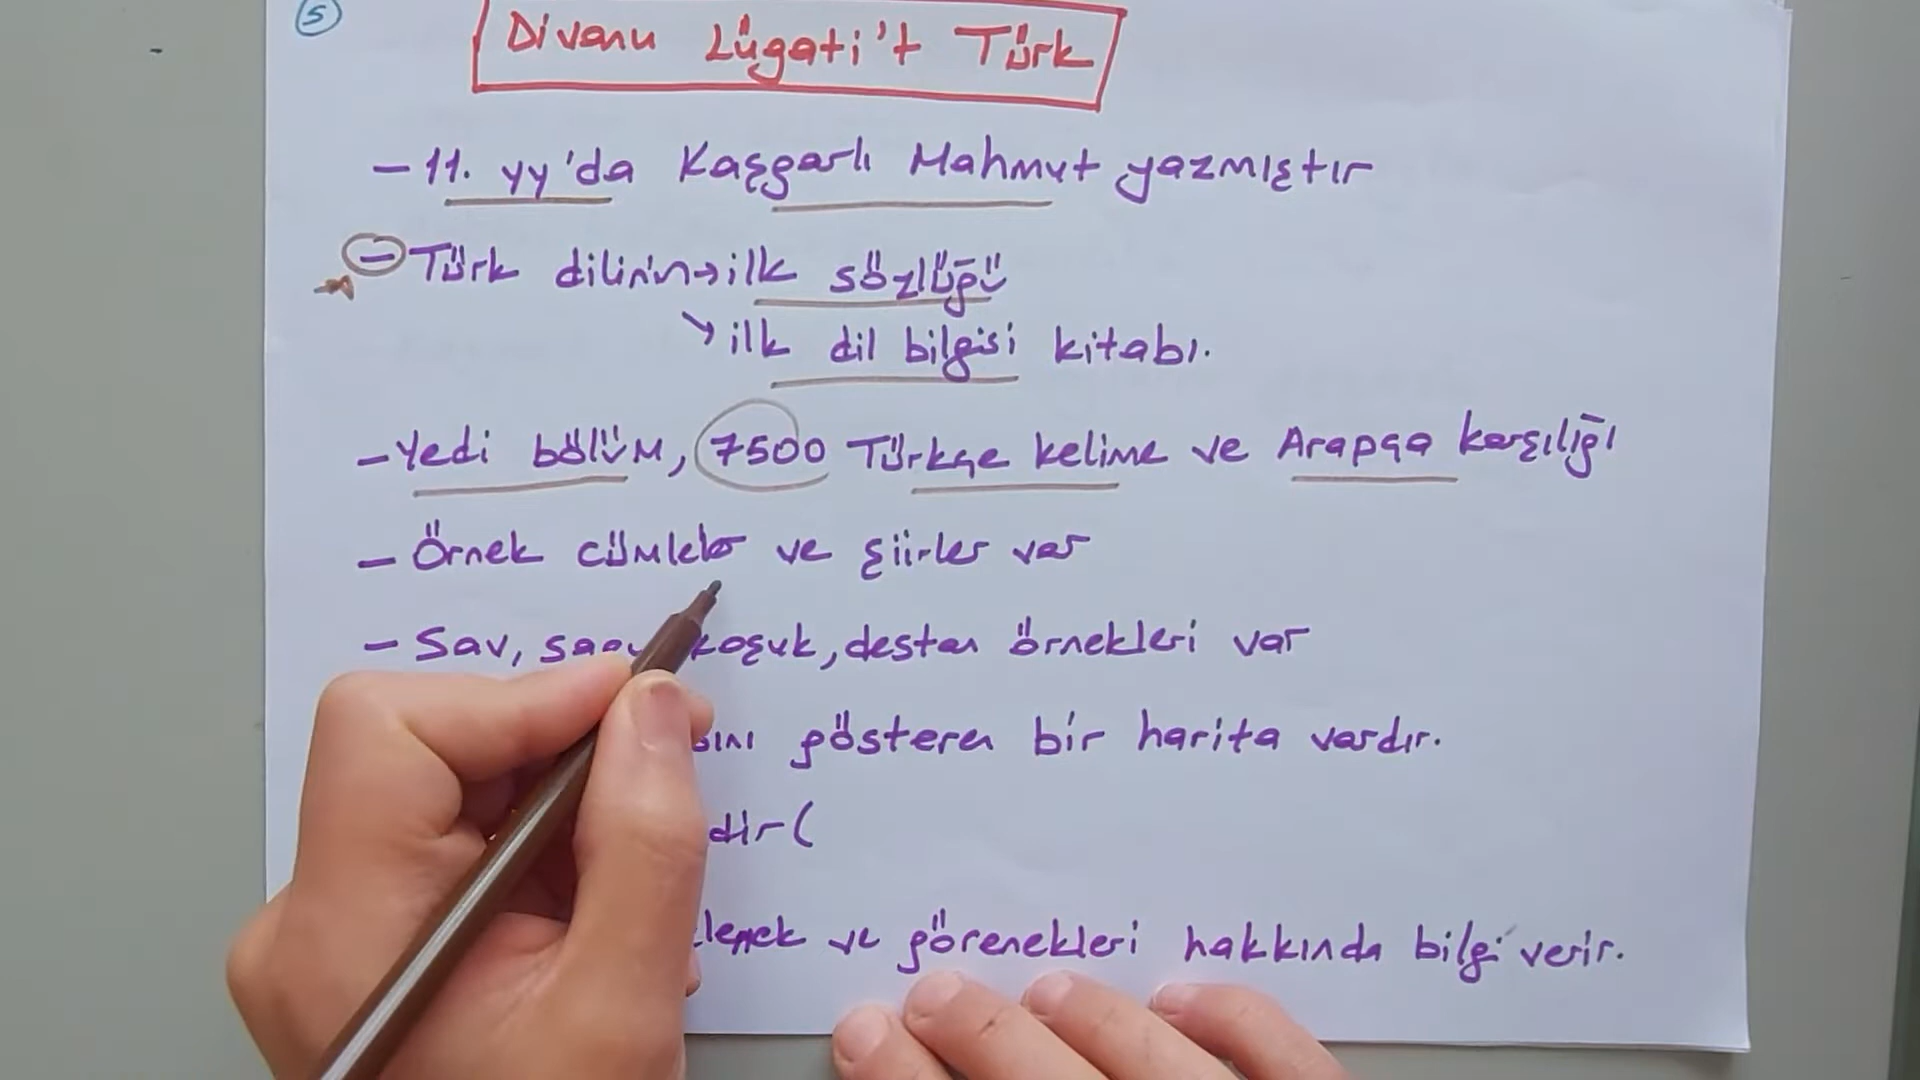 5
Divanu Lügati't Türk
- 11. yy'da Kaşgarlı Mahmut yazmıştır
- Türk dilinin → ilk sözlüğü
↘ ilk dil bilgisi kitabı.
- Yedi bölüm, 7500 Türkçe kelime ve Arapça karşılığı
- Örnek cümleler ve şiirler var
- Sav, koşuk, destan örnekleri var
gösteren bir harita vardır.
dir (
ve görenekleri hakkında bilgi verir.